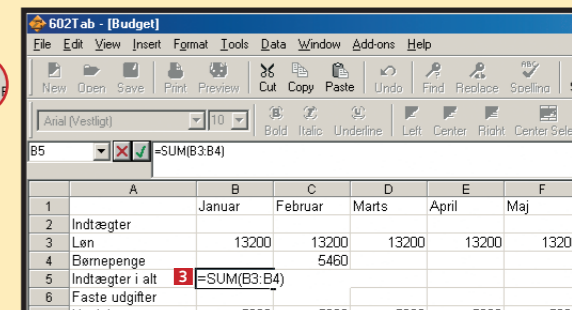 602Tab - [Budget]
File Edit View Insert Format Tools Data Window Add-ons Help
New Open Save Print Preview Cut Copy Paste Undo Find Replace Spelling
Arial (Vestligt) 10 Bold Italic Underline Left Center Right Center Sele
B5 =SUM(B3:B4)
A B C D E F
1 Januar Februar Marts April Maj
2 Indtægter
3 Løn 13200 13200 13200 13200 1320
4 Børnepenge 5460
5 Indtægter i alt 3 =SUM(B3:B4)
6 Faste udgifter